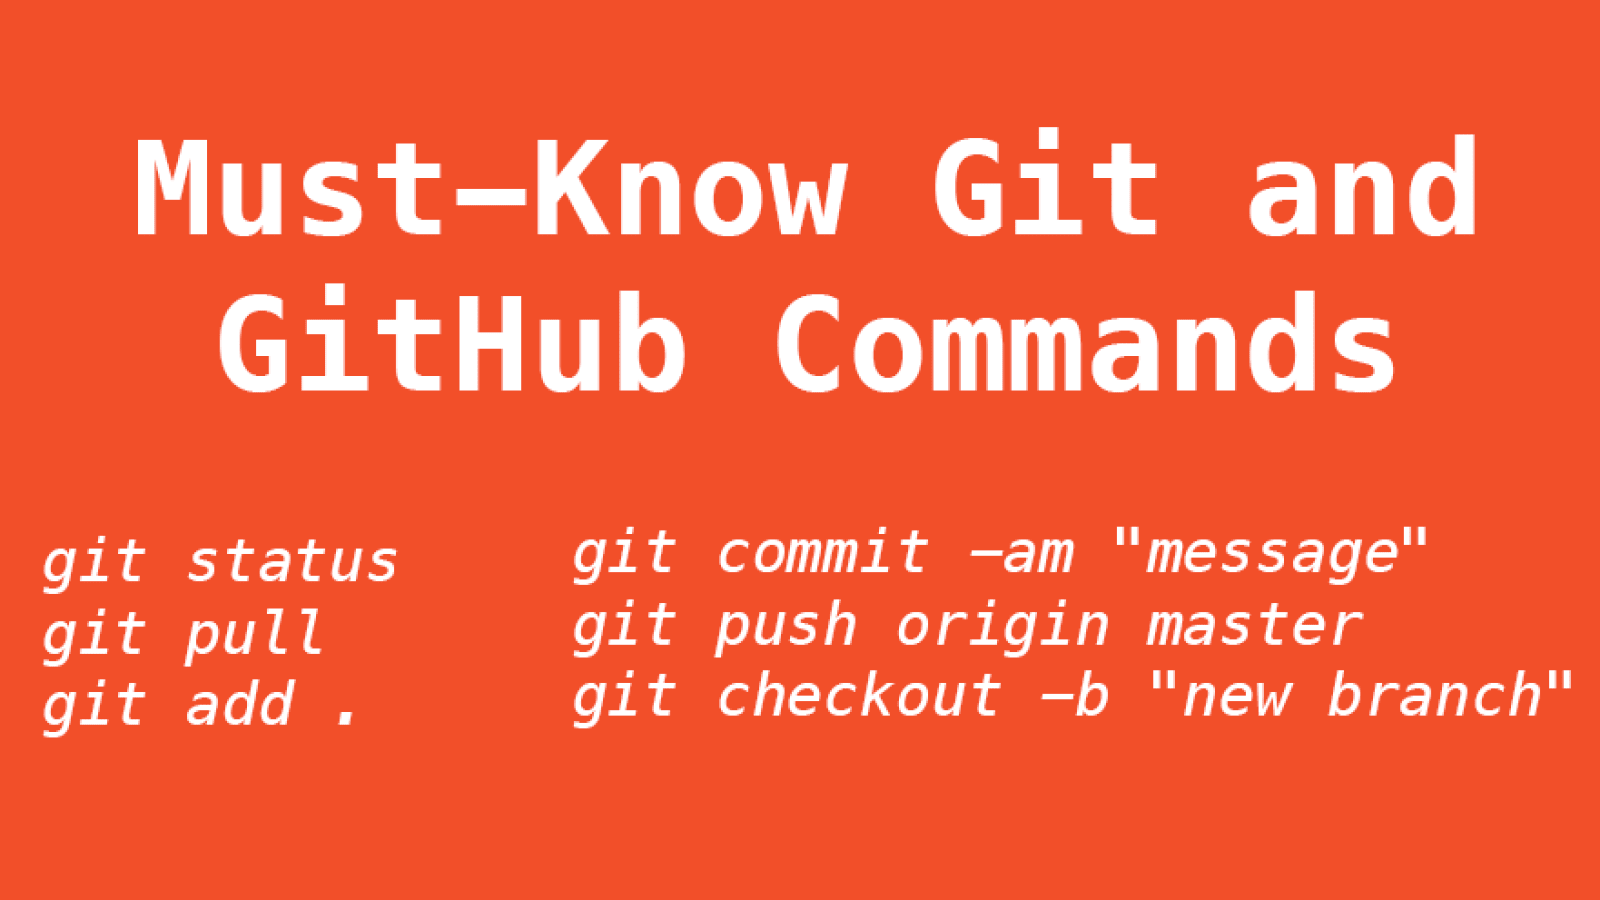 Must-Know Git and
GitHub Commands
git status
git pull
git add .
git commit -am "message"
git push origin master
git checkout -b "new branch"